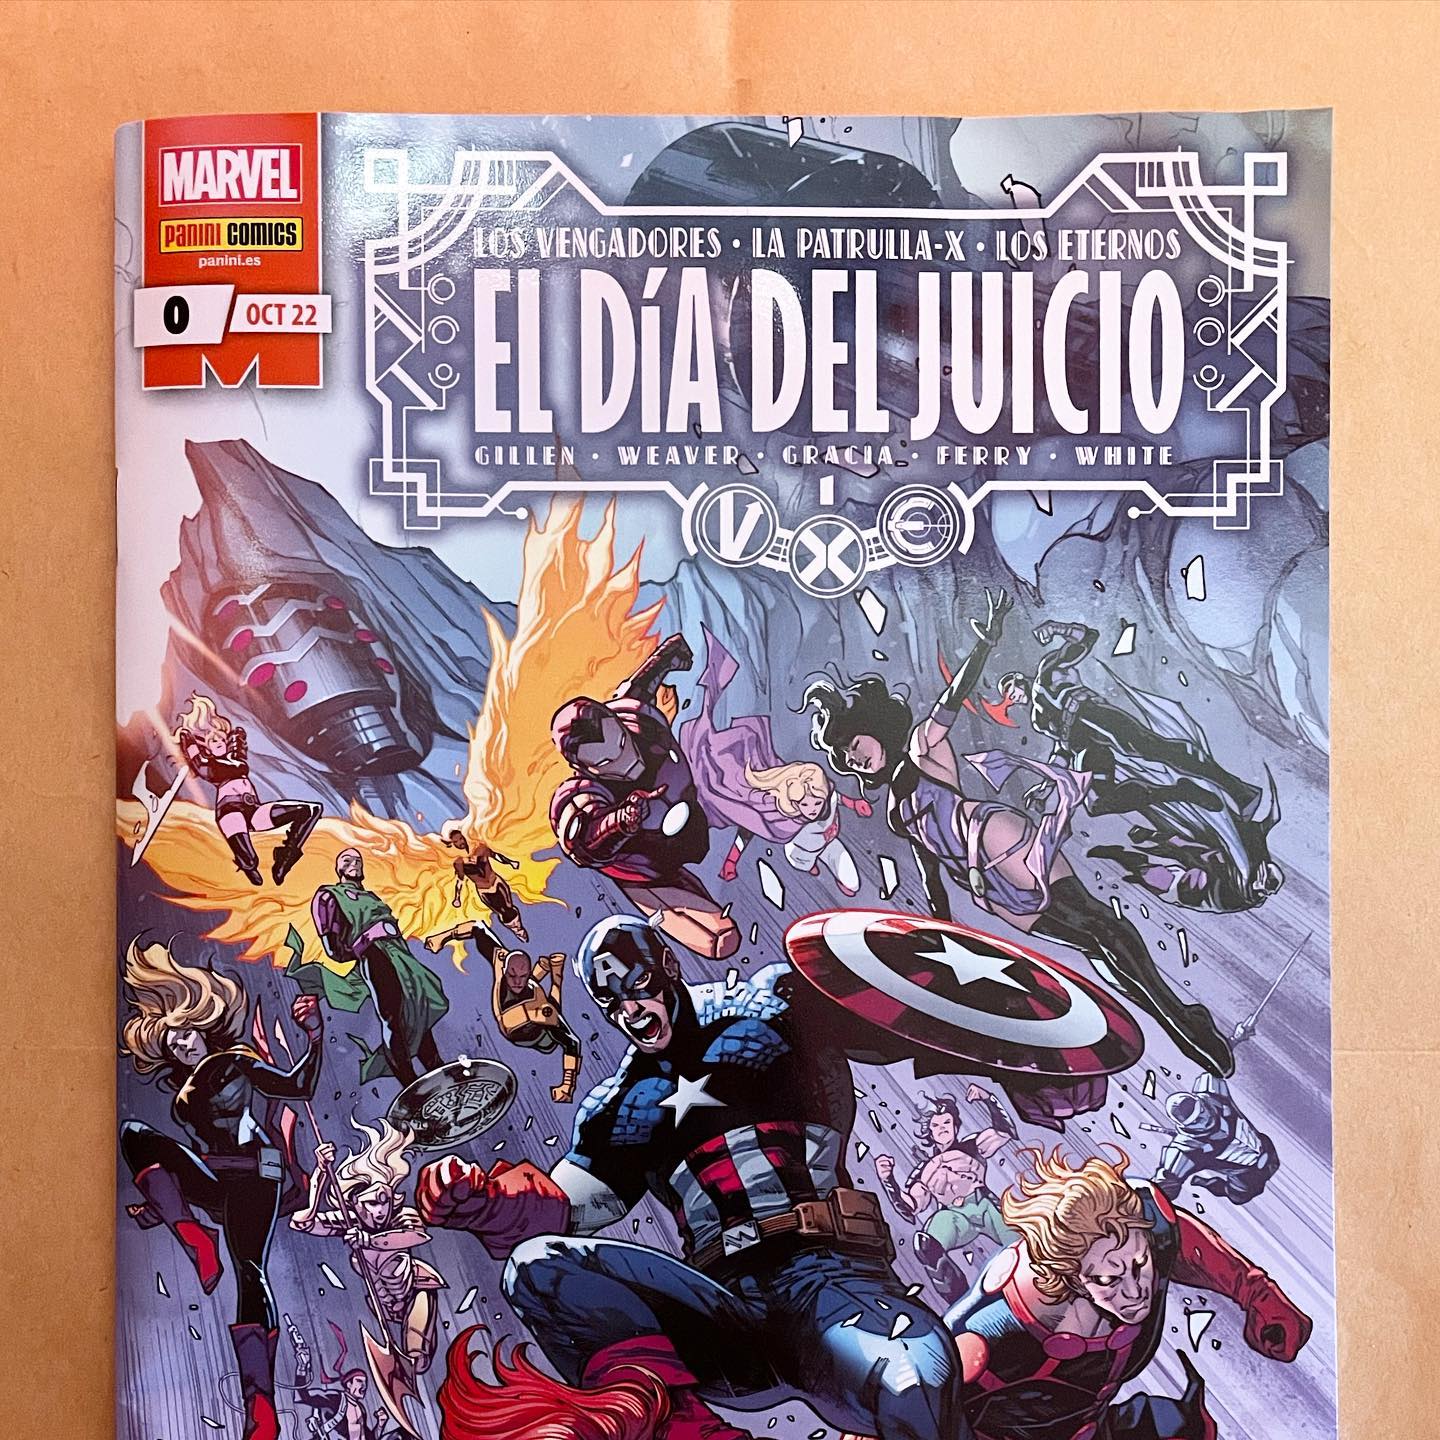 MARVEL
PANINI COMICS
panini.es
0 OCT 22
LOS VENGADORES · LA PATRULLA-X · LOS ETERNOS
EL DÍA DEL JUICIO
GILLEN · WEAVER · GRACIA · FERRY · WHITE